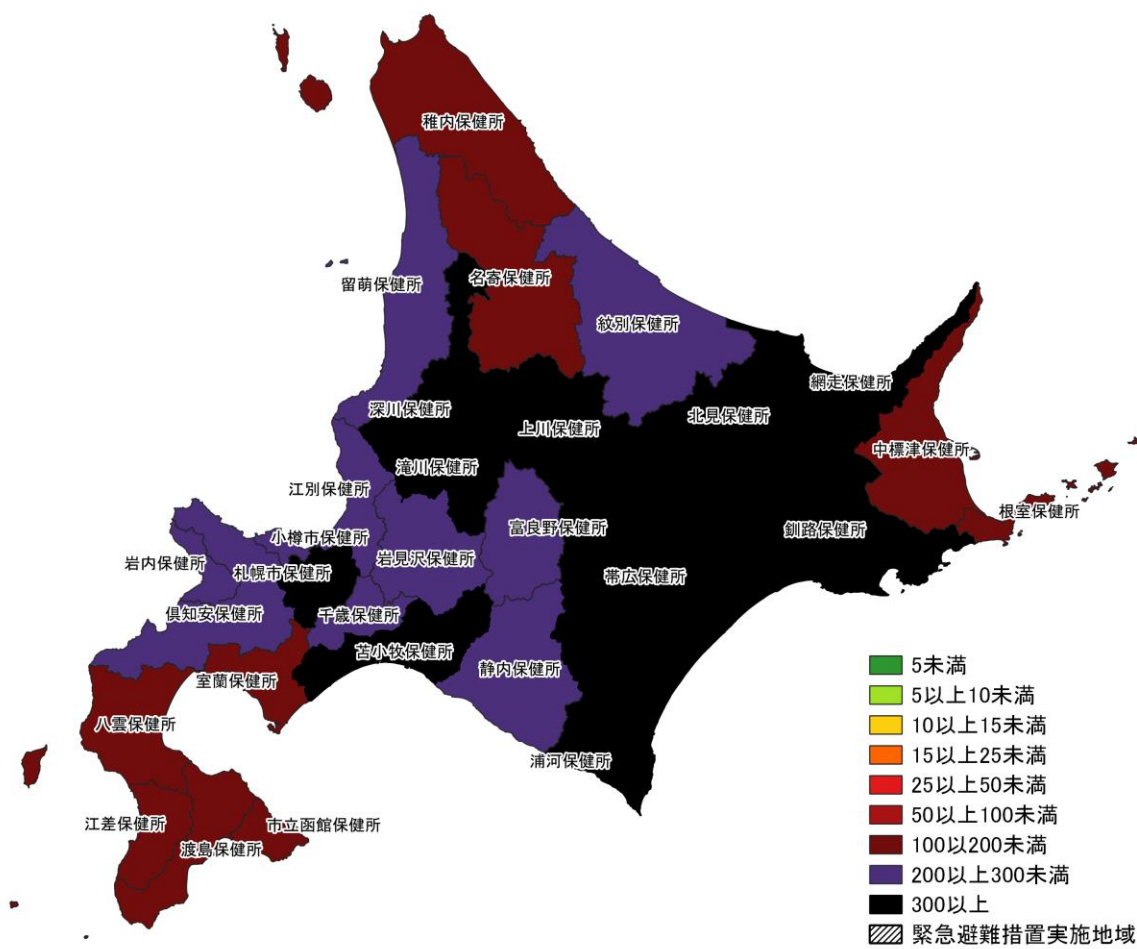 稚内保健所
名寄保健所
留萌保健所
紋別保健所
網走保健所
深川保健所
北見保健所
上川保健所
中標津保健所
滝川保健所
江別保健所
根室保健所
富良野保健所
釧路保健所
小樽市保健所
岩見沢保健所
岩内保健所
札幌市保健所
帯広保健所
倶知安保健所
千歳保健所
苫小牧保健所
静内保健所
室蘭保健所
八雲保健所
浦河保健所
江差保健所
市立函館保健所
渡島保健所
5未満
5以上10未満
10以上15未満
15以上25未満
25以上50未満
50以上100未満
100以200未満
200以上300未満
300以上
緊急避難措置実施地域